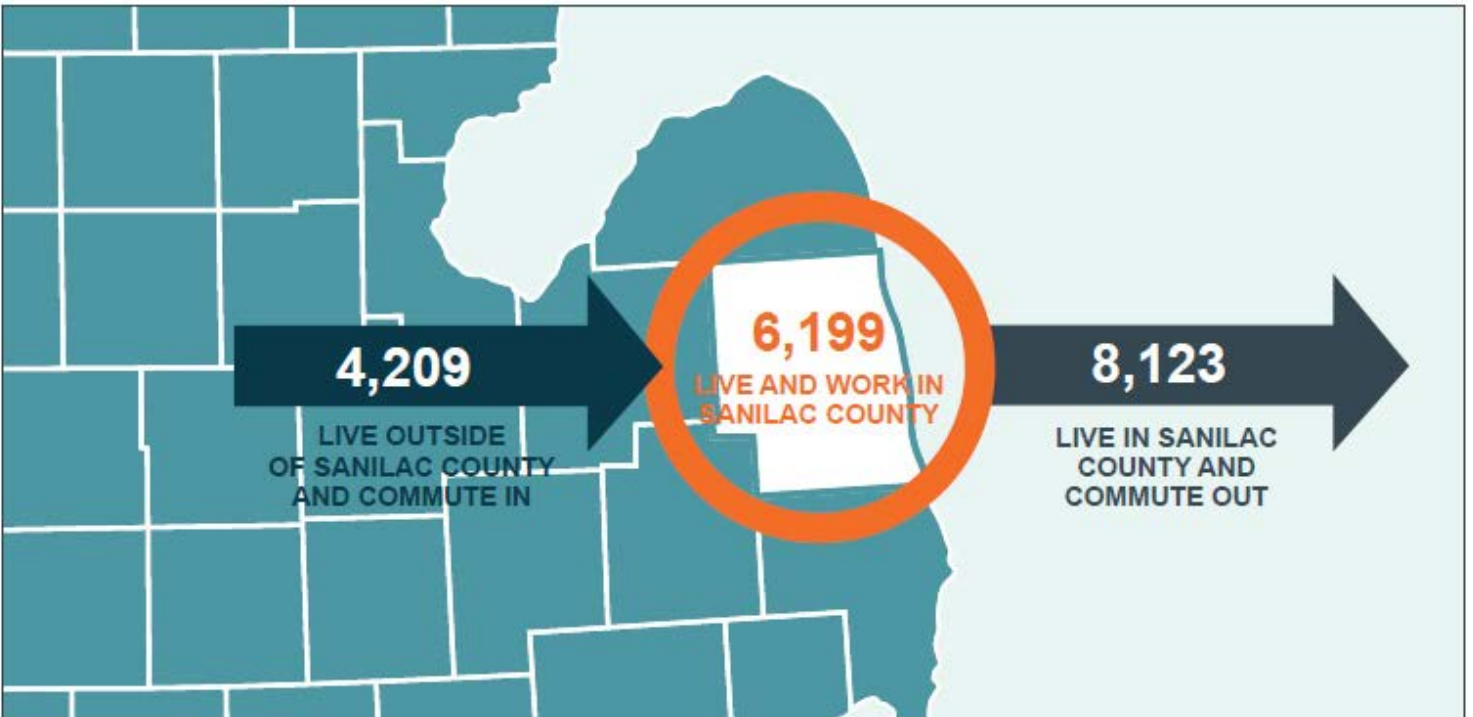 4,209
LIVE OUTSIDE
OF SANILAC COUNTY
AND COMMUTE IN
6,199
LIVE AND WORK IN
SANILAC COUNTY
8,123
LIVE IN SANILAC
COUNTY AND
COMMUTE OUT